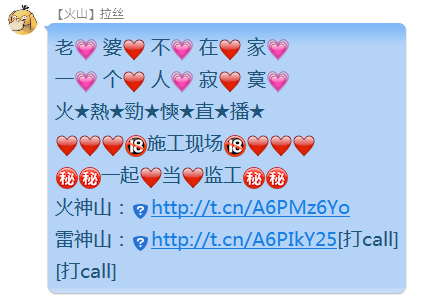 【火山】拉丝
老💗婆❤不💗在❤家💗
一💗个❤人💗寂❤寞💗
火★熱★勁★悚★直★播★
❤❤❤🔞施工现场🔞❤❤❤
㊙㊙一起❤当❤监工㊙㊙
火神山：http://t.cn/A6PMz6Yo
雷神山：http://t.cn/A6PIkY25[打call]
[打call]